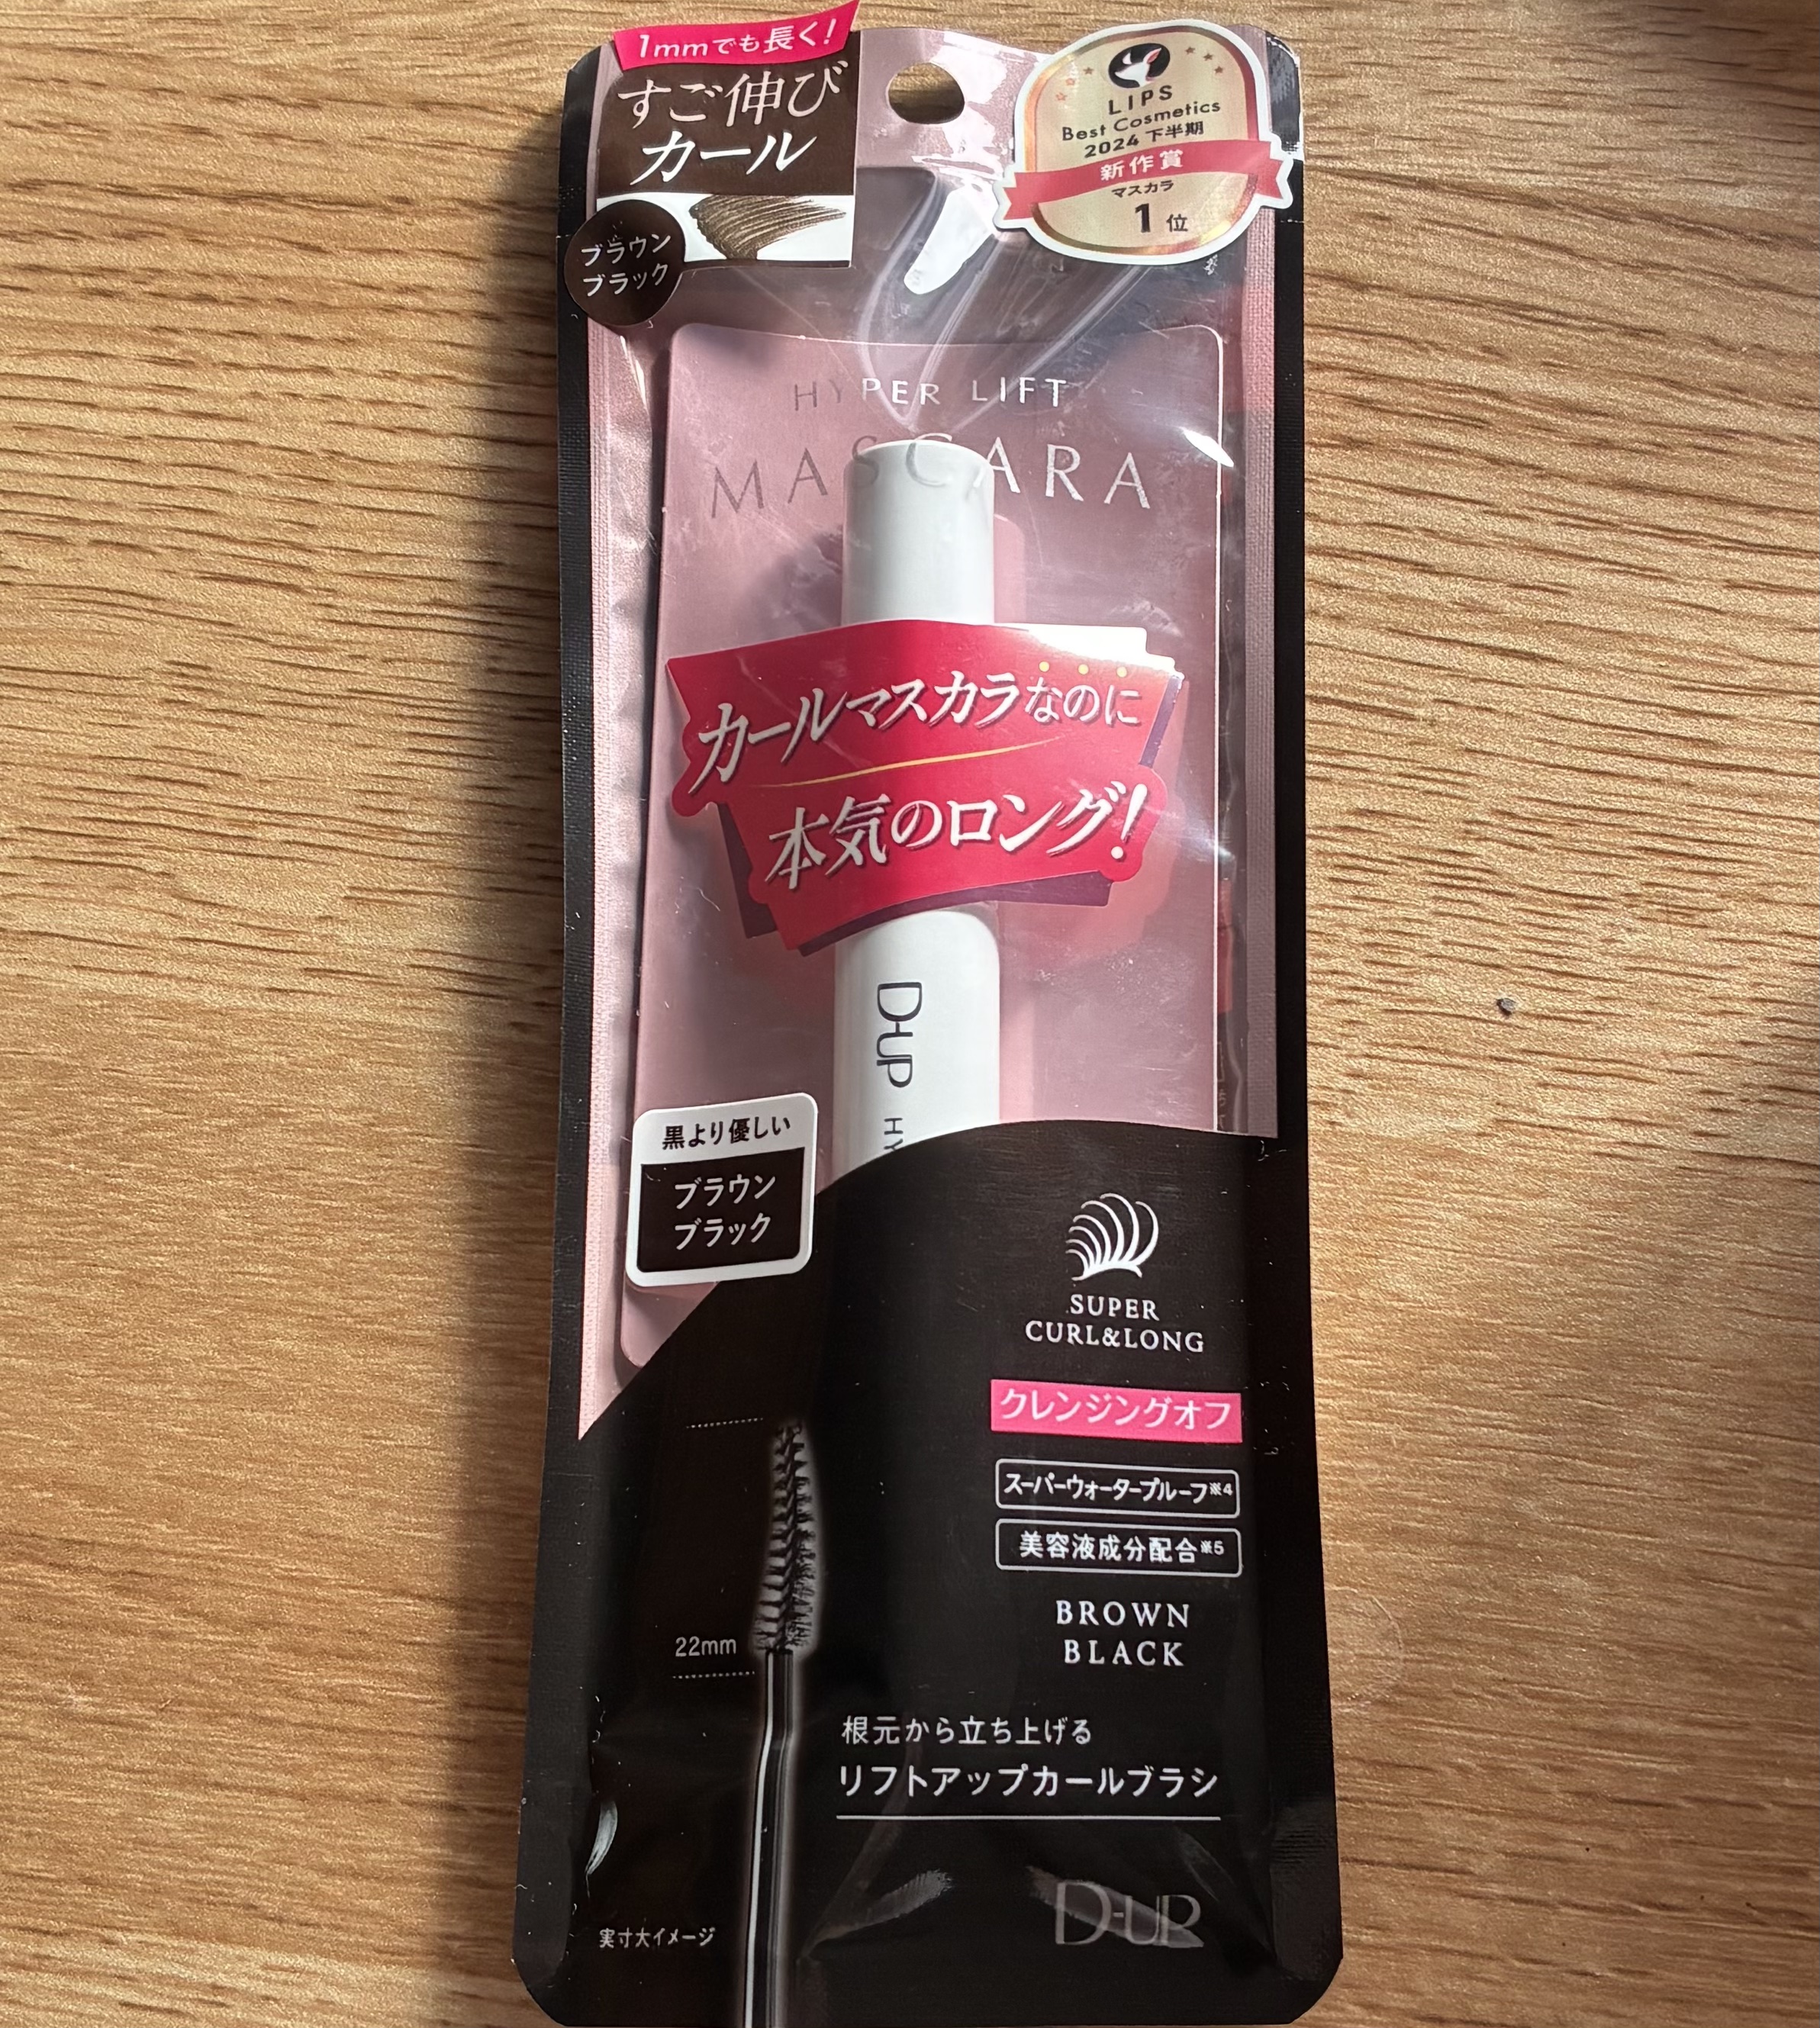 1mmでも長く!
すご伸び
カール
ブラウン
ブラック
LIPS
Best Cosmetics
2024 下半期
新作賞
マスカラ
1位
HYPER LIFT
MASCARA
カールマスカラなのに
本気のロング!
D-UP HY
黒より優しい
ブラウン
ブラック
SUPER
CURL&LONG
クレンジングオフ
スーパーウォータープルーフ※4
美容液成分配合※5
BROWN
BLACK
22mm
根元から立ち上げる
リフトアップカールブラシ
実寸大イメージ
D-UP